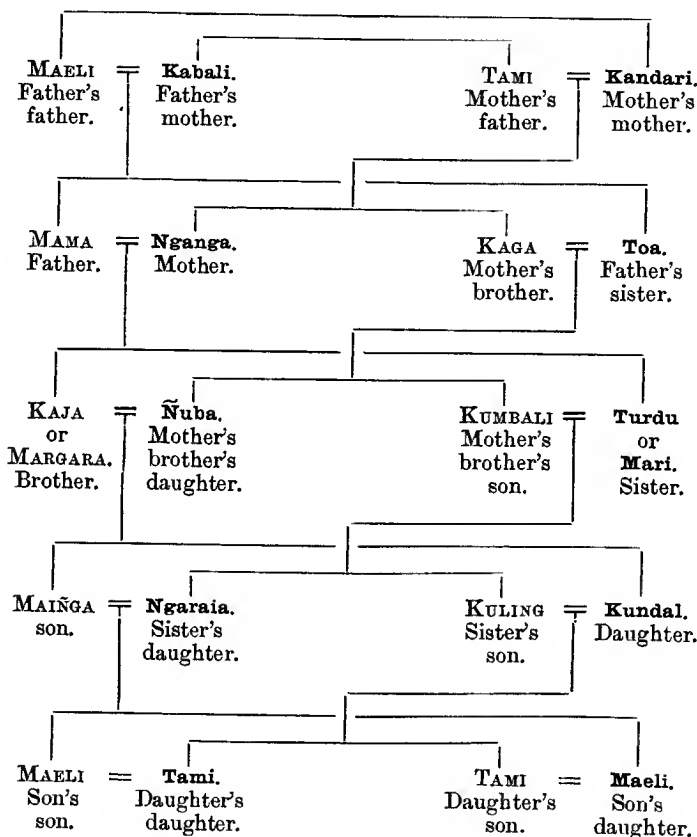 MAELI = Kabali. TAMI = Kandari.
Father's Father's Mother's Mother's
father. mother. father. mother.
MAMA = Nganga. KAGA = Toa.
Father. Mother. Mother's Father's
brother. sister.
KAJA = Ñuba. KUMBALI = Turdu
or Mother's Mother's or
MARGARA. brother's brother's Mari.
Brother. daughter. son. Sister.
MAIÑGA = Ngaraia. KULING = Kundal.
son. Sister's Sister's Daughter.
daughter. son.
MAELI = Tami. TAMI = Maeli.
Son's Daughter's Daughter's Son's
son. daughter. son. daughter.